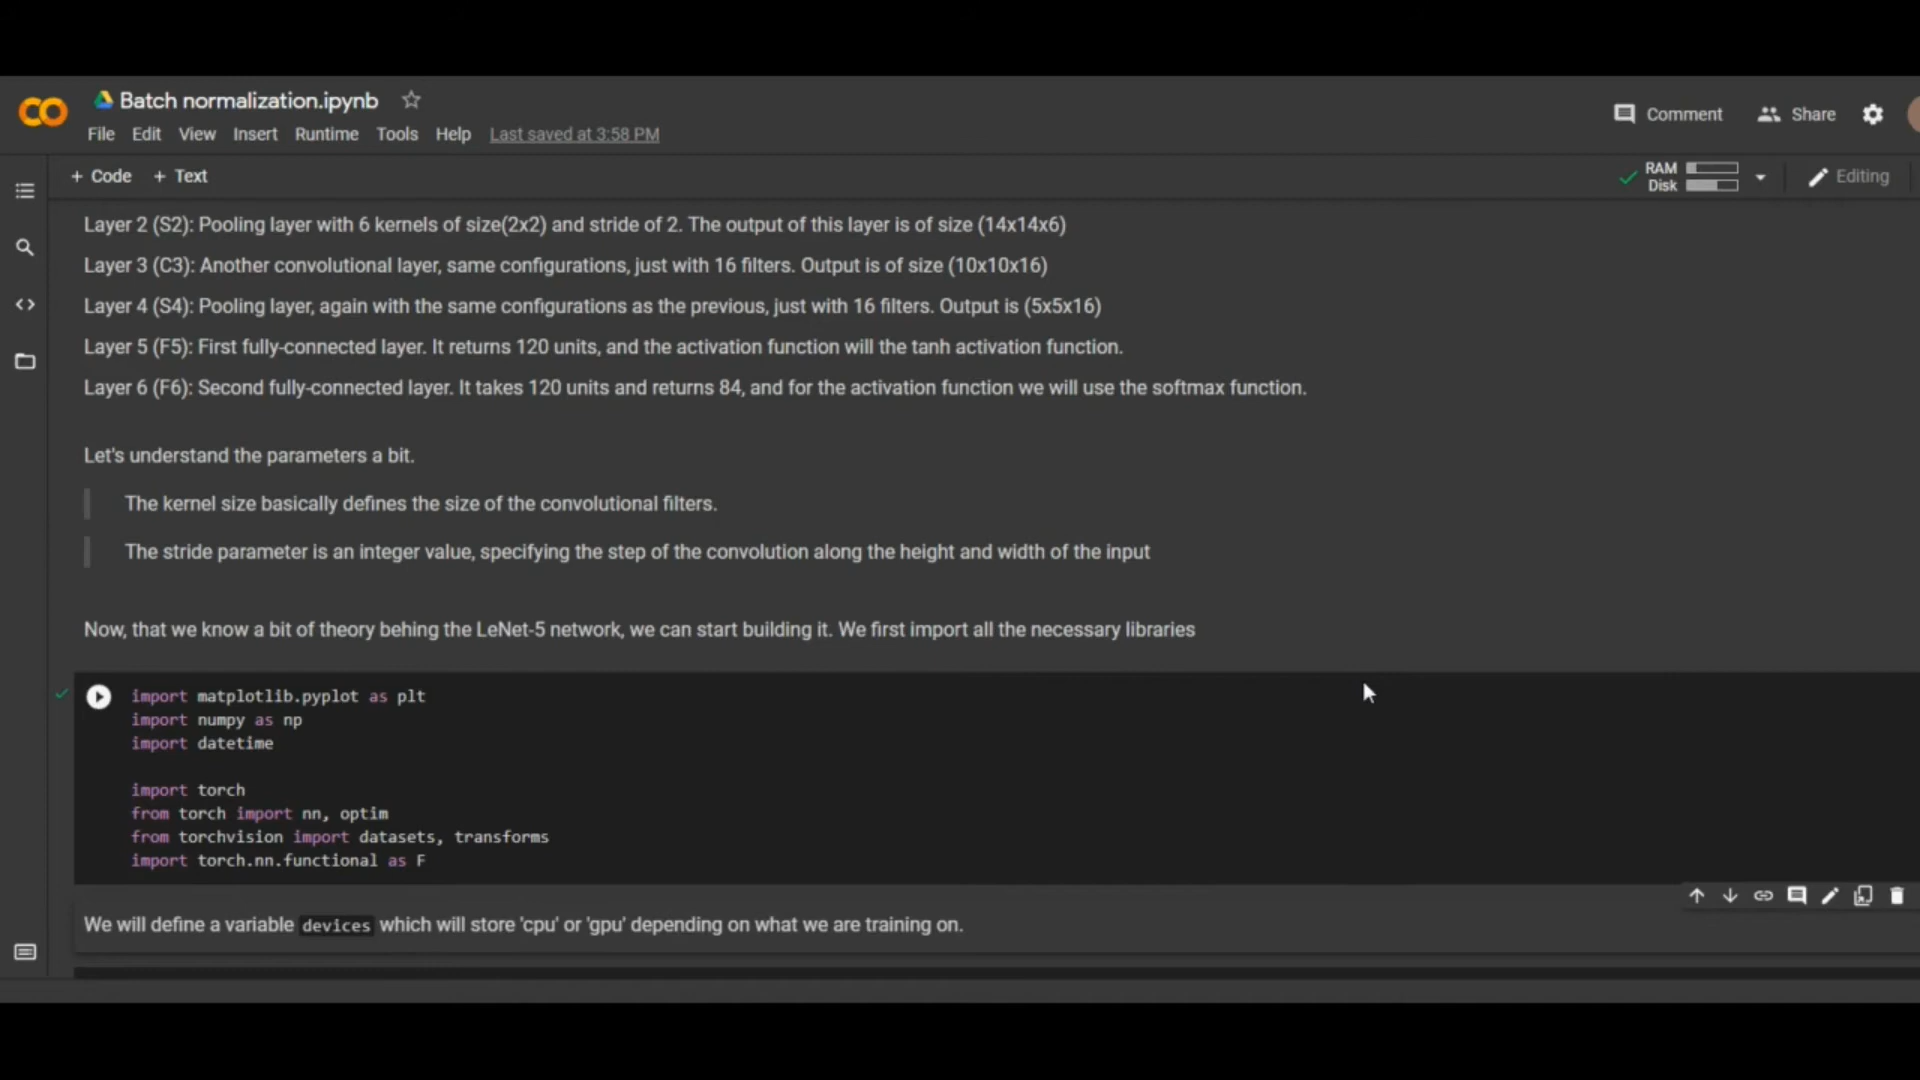 Batch normalization.ipynb
File Edit View Insert Runtime Tools Help Last saved at 3:58 PM
Comment Share
+ Code + Text
RAM
Disk
Editing
Layer 2 (S2): Pooling layer with 6 kernels of size(2x2) and stride of 2. The output of this layer is of size (14x14x6)
Layer 3 (C3): Another convolutional layer, same configurations, just with 16 filters. Output is of size (10x10x16)
Layer 4 (S4): Pooling layer, again with the same configurations as the previous, just with 16 filters. Output is (5x5x16)
Layer 5 (F5): First fully-connected layer. It returns 120 units, and the activation function will the tanh activation function.
Layer 6 (F6): Second fully-connected layer. It takes 120 units and returns 84, and for the activation function we will use the softmax function.
Let's understand the parameters a bit.
The kernel size basically defines the size of the convolutional filters.
The stride parameter is an integer value, specifying the step of the convolution along the height and width of the input
Now, that we know a bit of theory behing the LeNet-5 network, we can start building it. We first import all the necessary libraries
import matplotlib.pyplot as plt
import numpy as np
import datetime
import torch
from torch import nn, optim
from torchvision import datasets, transforms
import torch.nn.functional as F
We will define a variable devices which will store 'cpu' or 'gpu' depending on what we are training on.